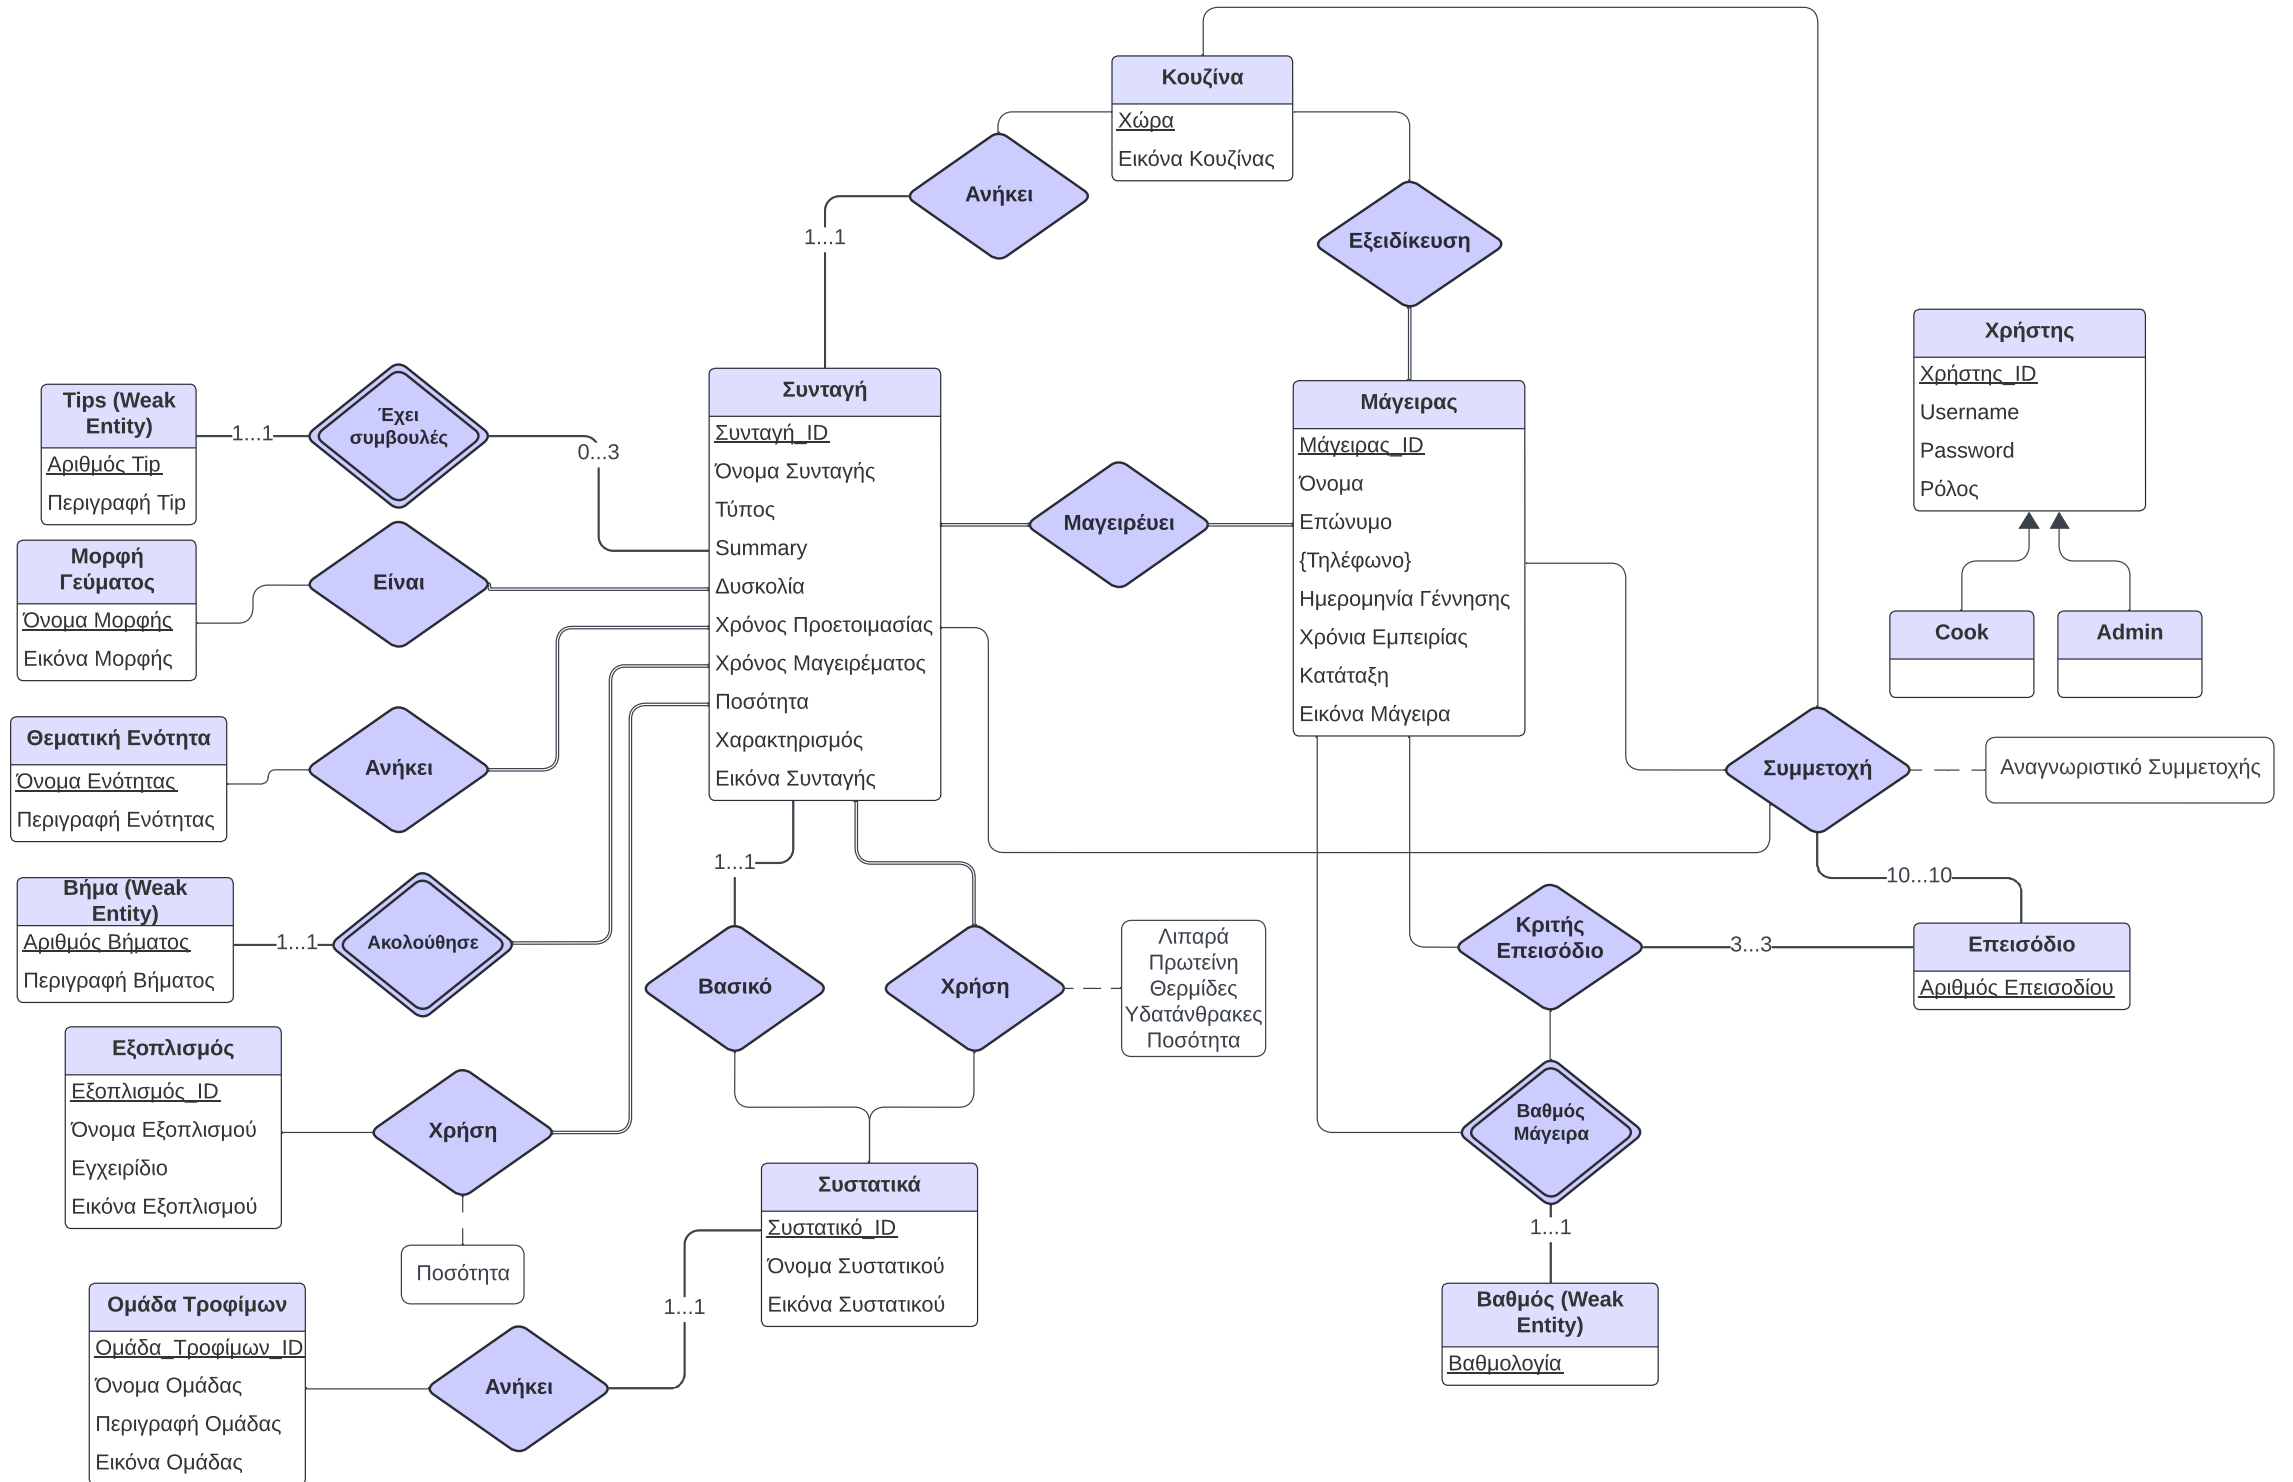 Κουζίνα
Χώρα
Εικόνα Κουζίνας
Ανήκει
1...1
Εξειδίκευση
Χρήστης
Χρήστης_ID
Username
Password
Ρόλος
Cook
Admin
Tips (Weak
Entity)
Αριθμός Tip
Περιγραφή Tip
1...1
Έχει
συμβουλές
0...3
Συνταγή
Συνταγή_ID
Όνομα Συνταγής
Τύπος
Summary
Δυσκολία
Χρόνος Προετοιμασίας
Χρόνος Μαγειρέματος
Ποσότητα
Χαρακτηρισμός
Εικόνα Συνταγής
Μαγειρέυει
Μάγειρας
Μάγειρας_ID
Όνομα
Επώνυμο
{Τηλέφωνο}
Ημερομηνία Γέννησης
Χρόνια Εμπειρίας
Κατάταξη
Εικόνα Μάγειρα
Μορφή
Γεύματος
Όνομα Μορφής
Εικόνα Μορφής
Είναι
Θεματική Ενότητα
Όνομα Ενότητας
Περιγραφή Ενότητας
Ανήκει
Συμμετοχή
Αναγνωριστικό Συμμετοχής
10...10
Βήμα (Weak
Entity)
Αριθμός Βήματος
Περιγραφή Βήματος
1...1
Ακολούθησε
1...1
Βασικό
Χρήση
Λιπαρά
Πρωτείνη
Θερμίδες
Υδατάνθρακες
Ποσότητα
Κριτής
Επεισόδιο
3...3
Επεισόδιο
Αριθμός Επεισοδίου
Εξοπλισμός
Εξοπλισμός_ID
Όνομα Εξοπλισμού
Εγχειρίδιο
Εικόνα Εξοπλισμού
Χρήση
Ποσότητα
Συστατικά
Συστατικό_ID
Όνομα Συστατικού
Εικόνα Συστατικού
1...1
Βαθμός
Μάγειρα
1...1
Βαθμός (Weak
Entity)
Βαθμολογία
Ομάδα Τροφίμων
Ομάδα_Τροφίμων_ID
Όνομα Ομάδας
Περιγραφή Ομάδας
Εικόνα Ομάδας
Ανήκει